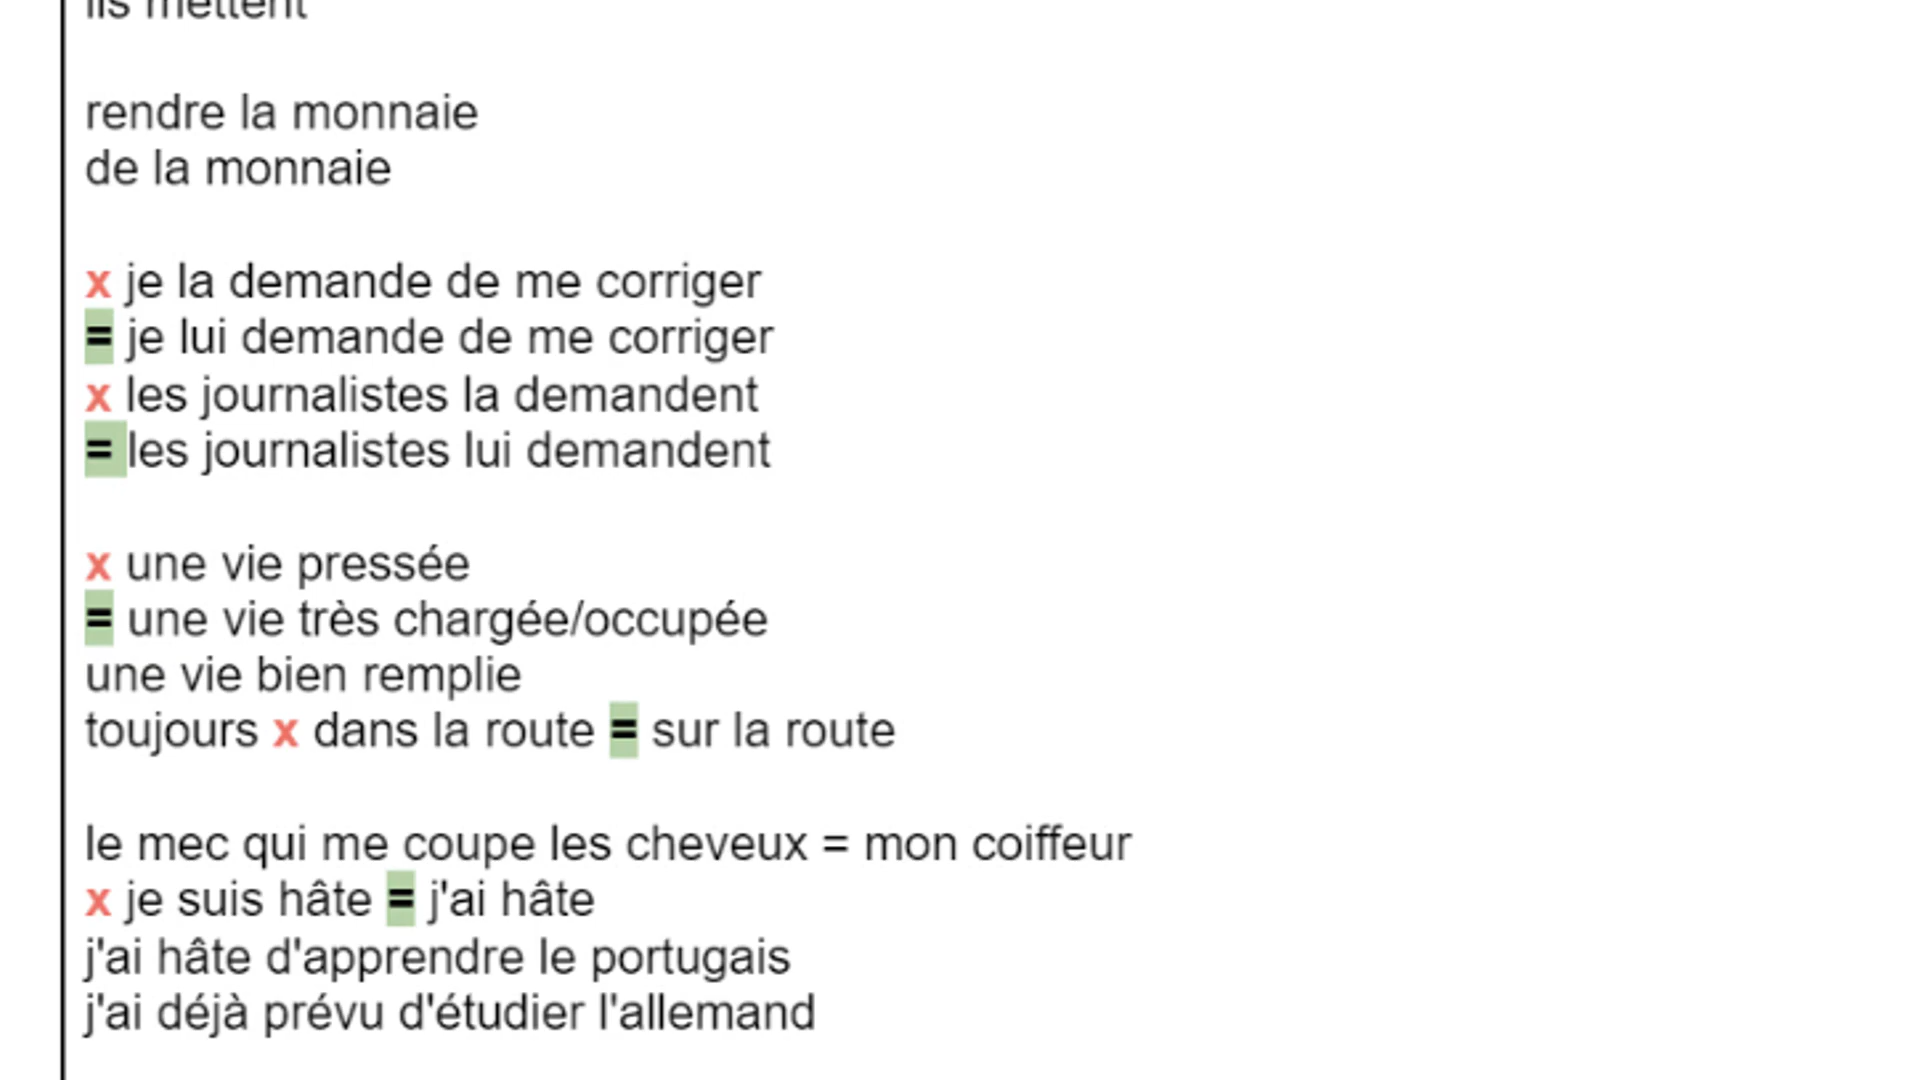 ils mettent
rendre la monnaie
de la monnaie
x je la demande de me corriger
= je lui demande de me corriger
x les journalistes la demandent
= les journalistes lui demandent
x une vie pressée
= une vie très chargée/occupée
une vie bien remplie
toujours x dans la route = sur la route
le mec qui me coupe les cheveux = mon coiffeur
x je suis hâte = j'ai hâte
j'ai hâte d'apprendre le portugais
j'ai déjà prévu d'étudier l'allemand